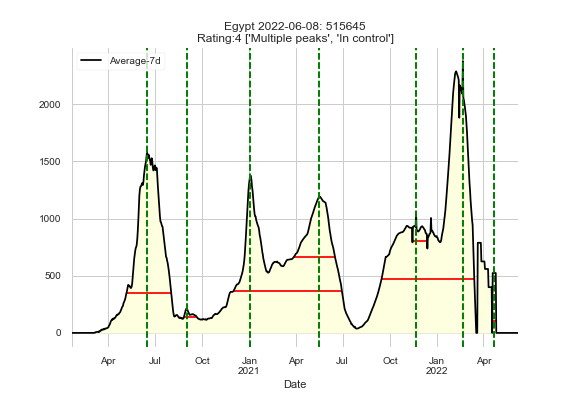 Egypt 2022-06-08: 515645
Rating:4 ['Multiple peaks', 'In control']
Average-7d
2000
1500
1000
500
0
Apr Jul Oct Jan Apr Jul Oct Jan Apr
2021 2022
Date